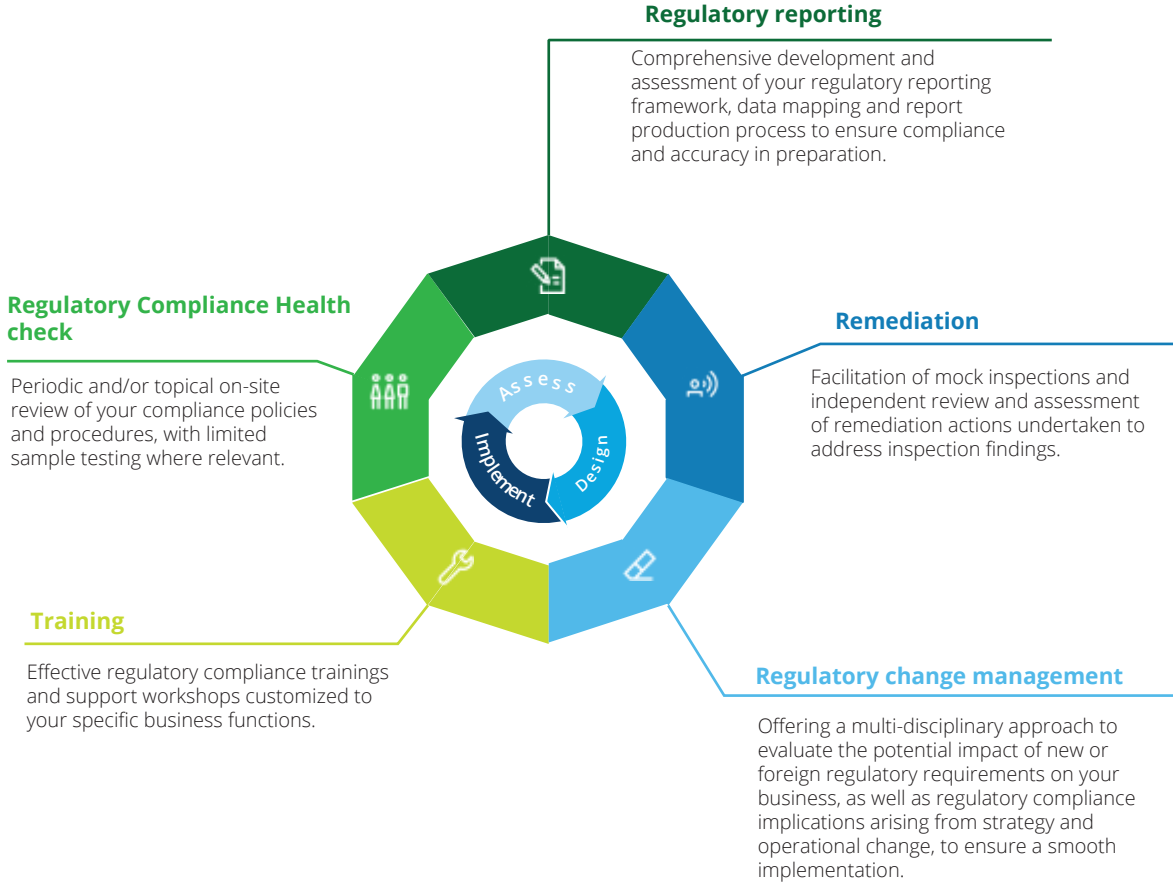 Regulatory reporting
Comprehensive development and
assessment of your regulatory reporting
framework, data mapping and report
production process to ensure compliance
and accuracy in preparation.
Regulatory Compliance Health
check
Periodic and/or topical on-site
review of your compliance policies
and procedures, with limited
sample testing where relevant.
Remediation
Facilitation of mock inspections and
independent review and assessment
of remediation actions undertaken to
address inspection findings.
Assess
Design
Implement
Training
Effective regulatory compliance trainings
and support workshops customized to
your specific business functions.
Regulatory change management
Offering a multi-disciplinary approach to
evaluate the potential impact of new or
foreign regulatory requirements on your
business, as well as regulatory compliance
implications arising from strategy and
operational change, to ensure a smooth
implementation.